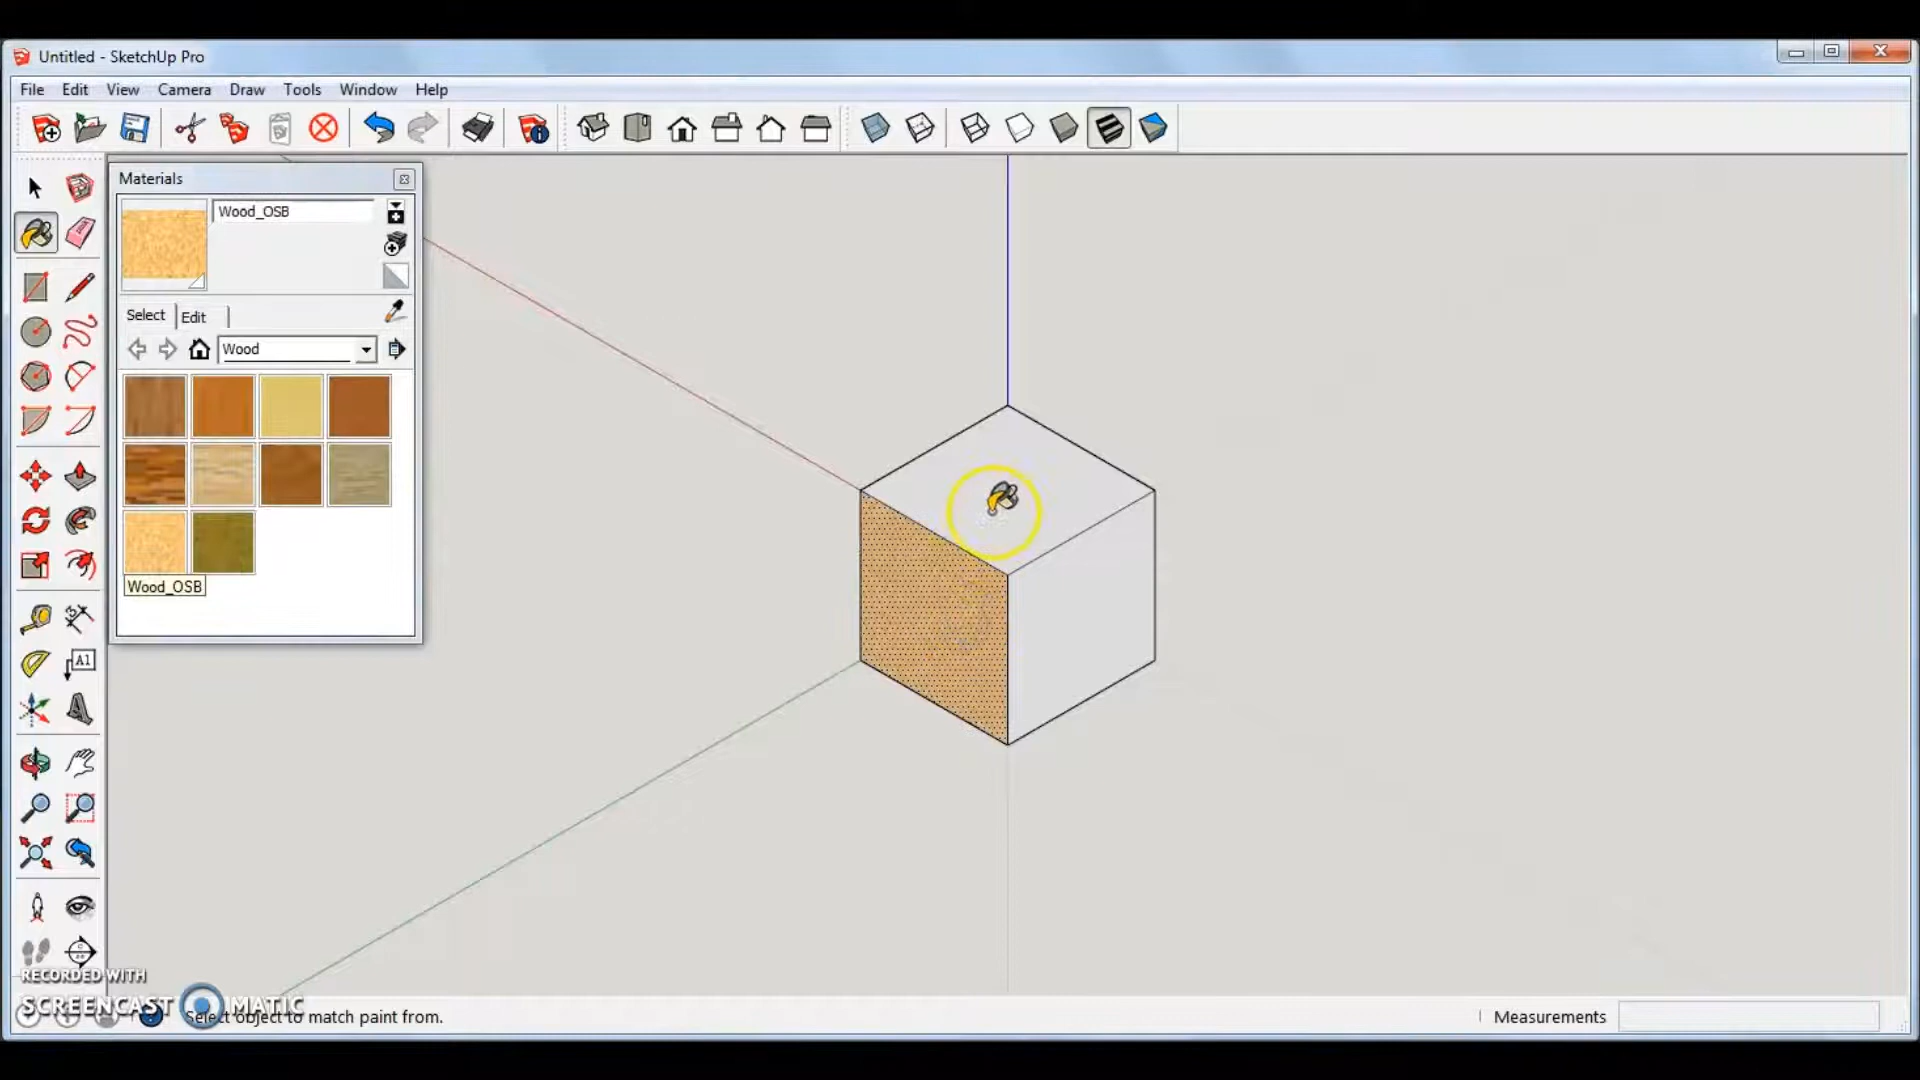 Untitled - SketchUp Pro
File Edit View Camera Draw Tools Window Help
Materials
Wood_OSB
Select Edit
Wood
Wood_OSB
A1
RECORDED WITH
SCREENCAST MATIC
Select object to match paint from.
Measurements